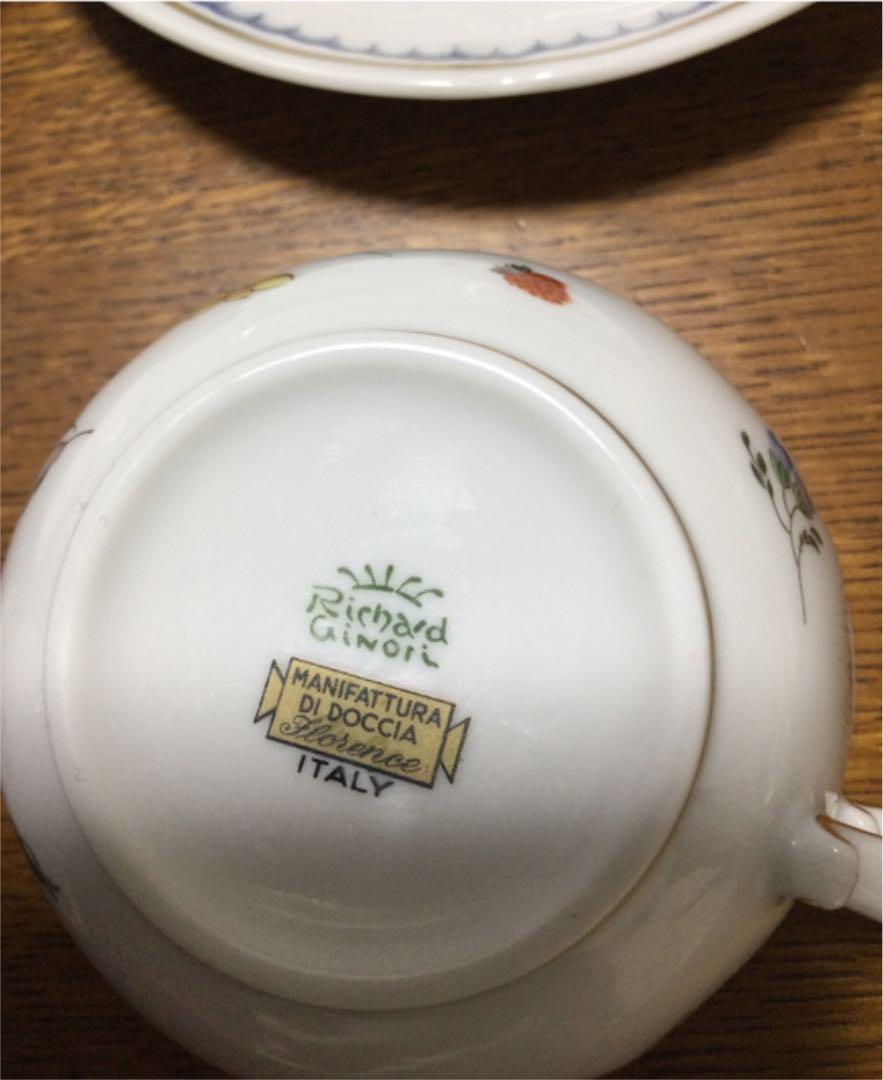 Richard
Ginori
MANIFATTURA
DI DOCCIA
Florence
ITALY